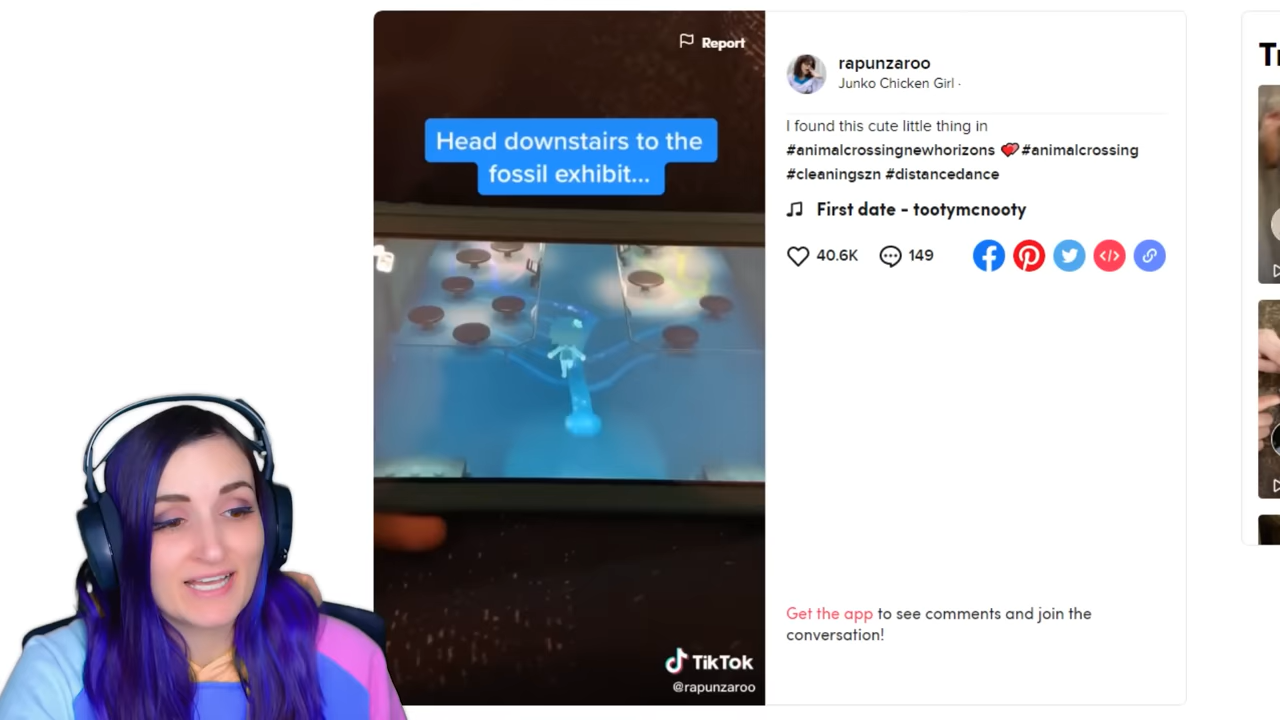 Report
Head downstairs to the
fossil exhibit...
TikTok
@rapunzaroo
rapunzaroo
Junko Chicken Girl ·
I found this cute little thing in
#animalcrossingnewhorizons 💕 #animalcrossing
#cleaningszn #distancedance
First date - tootymcnooty
40.6K
149
Get the app to see comments and join the
conversation!
Tr